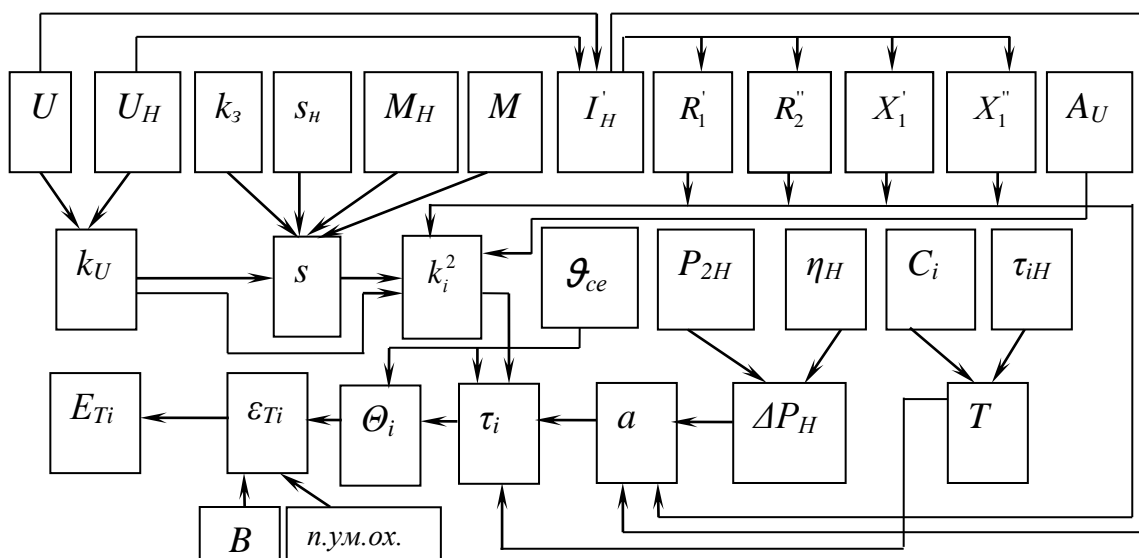 U U_H k_з s_н M_H M I'_H R'_1 R''_2 X'_1 X''_1 A_U
k_U s k_i^2 ϑ_ce P_2H η_H C_i τ_iH
E_Ti ε_Ti Θ_i τ_i a ΔP_H T
B п.ум.ох.